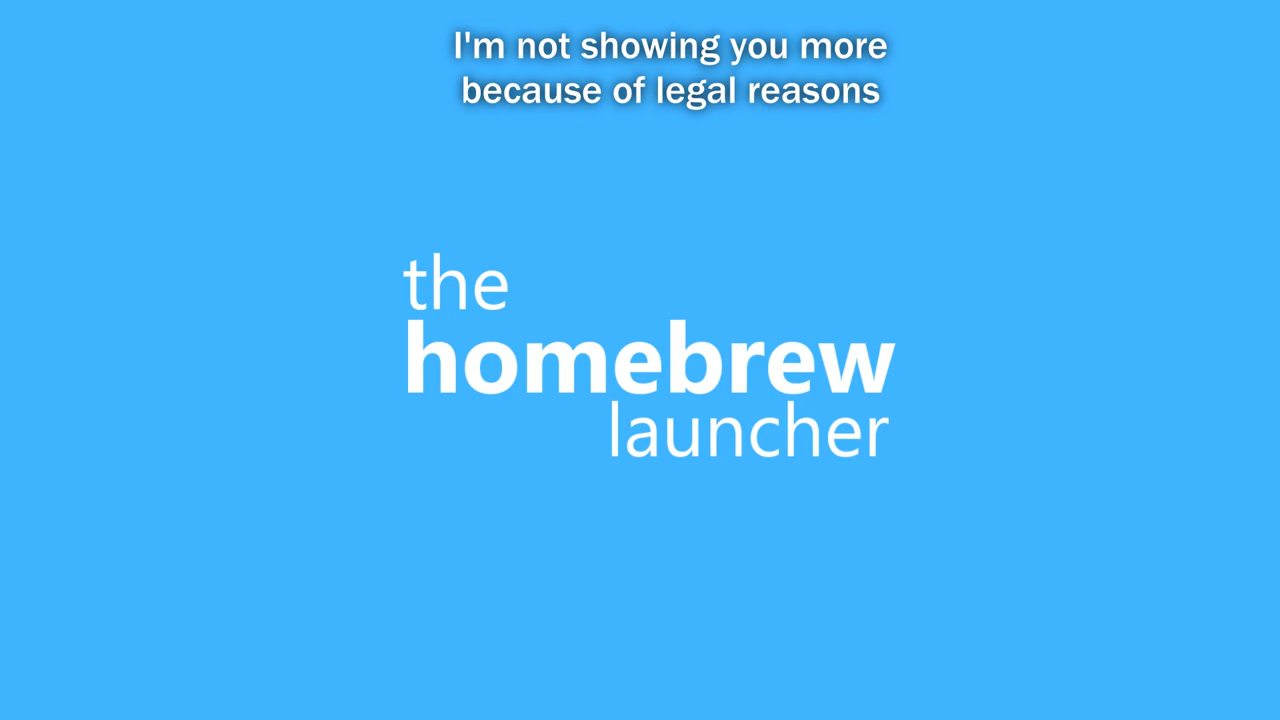 I'm not showing you more
because of legal reasons
the
homebrew
launcher